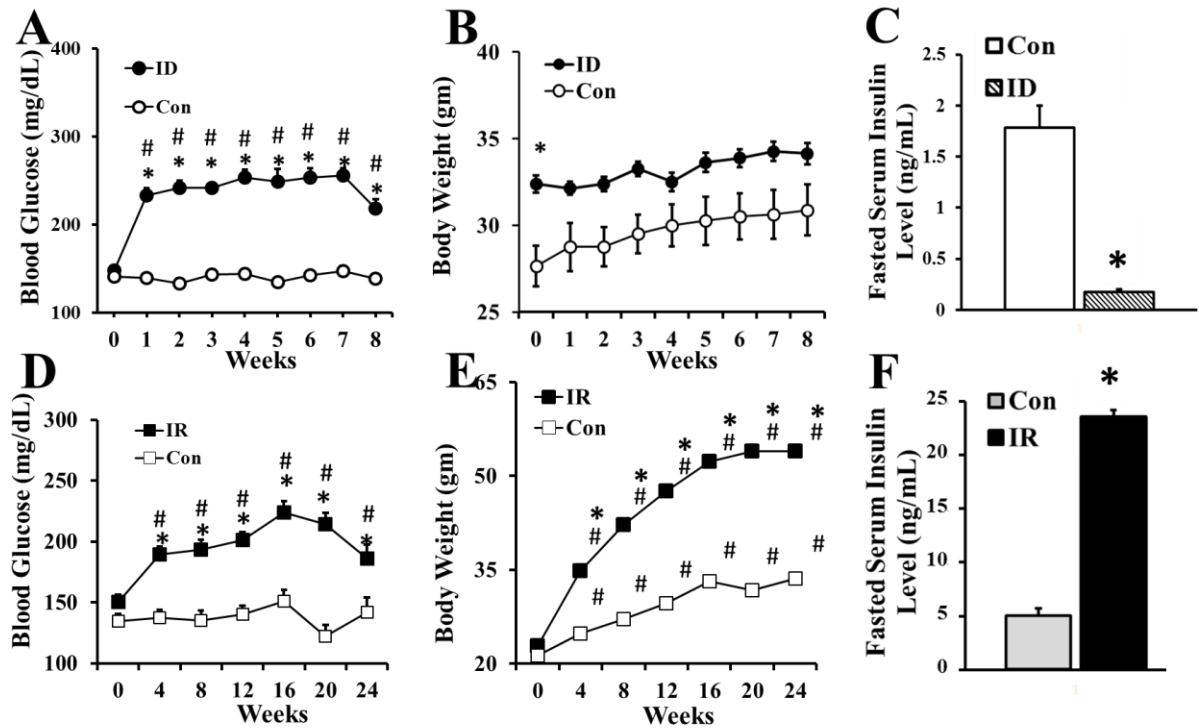 A
Blood Glucose (mg/dL)
400
300
200
100
ID
Con
# # # # # # # #
* * * * * * * *
0 1 2 3 4 5 6 7 8
Weeks
B
Body Weight (gm)
40
35
30
25
ID
Con
*
0 1 2 3 4 5 6 7 8
Weeks
C
Fasted Serum Insulin
Level (ng/mL)
2.5
2
1.5
1
0.5
0
Con
ID
*
1
D
Blood Glucose (mg/dL)
300
250
200
150
100
IR
Con
# # # # # #
* * * * * *
0 4 8 12 16 20 24
Weeks
E
Body Weight (gm)
65
50
35
20
IR
Con
* * * * * *
# # # # # #
# # # # # #
0 4 8 12 16 20 24
Weeks
F
Fasted Serum Insulin
Level (ng/mL)
25
20
15
10
5
0
Con
IR
*
1